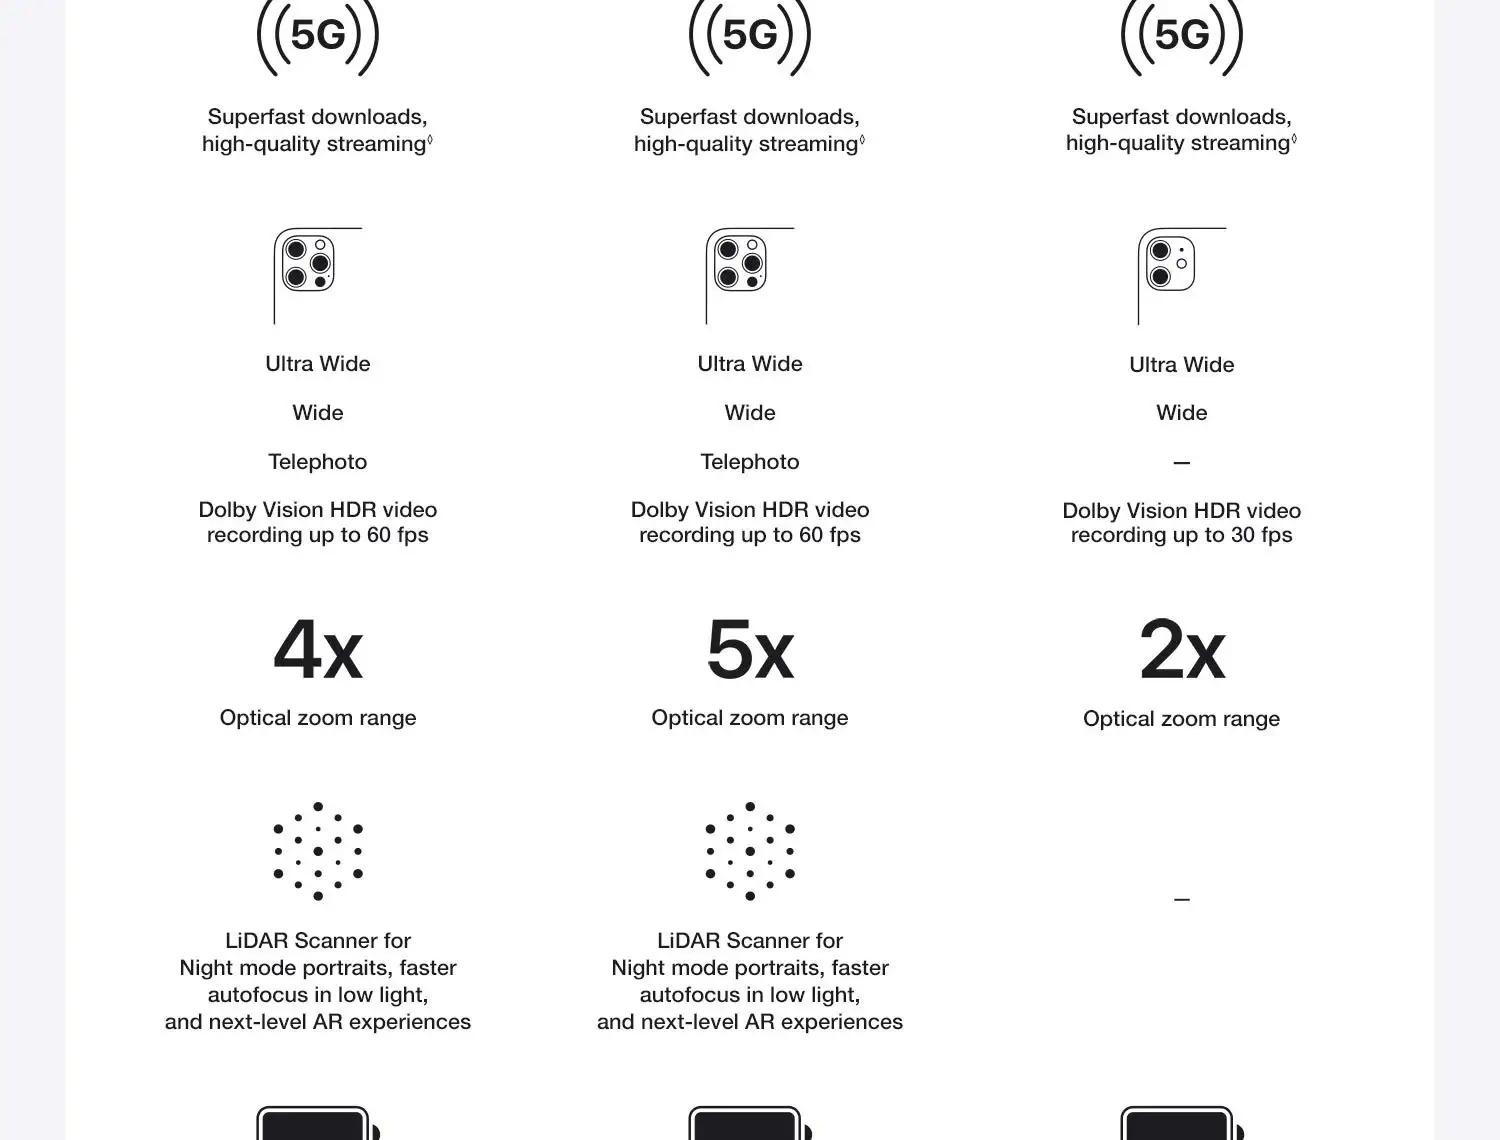 5G 5G 5G
Superfast downloads, Superfast downloads, Superfast downloads,
high-quality streaming◊ high-quality streaming◊ high-quality streaming◊
Ultra Wide Ultra Wide Ultra Wide
Wide Wide Wide
Telephoto Telephoto —
Dolby Vision HDR video Dolby Vision HDR video Dolby Vision HDR video
recording up to 60 fps recording up to 60 fps recording up to 30 fps
4x 5x 2x
Optical zoom range Optical zoom range Optical zoom range
–
LiDAR Scanner for LiDAR Scanner for
Night mode portraits, faster Night mode portraits, faster
autofocus in low light, autofocus in low light,
and next-level AR experiences and next-level AR experiences